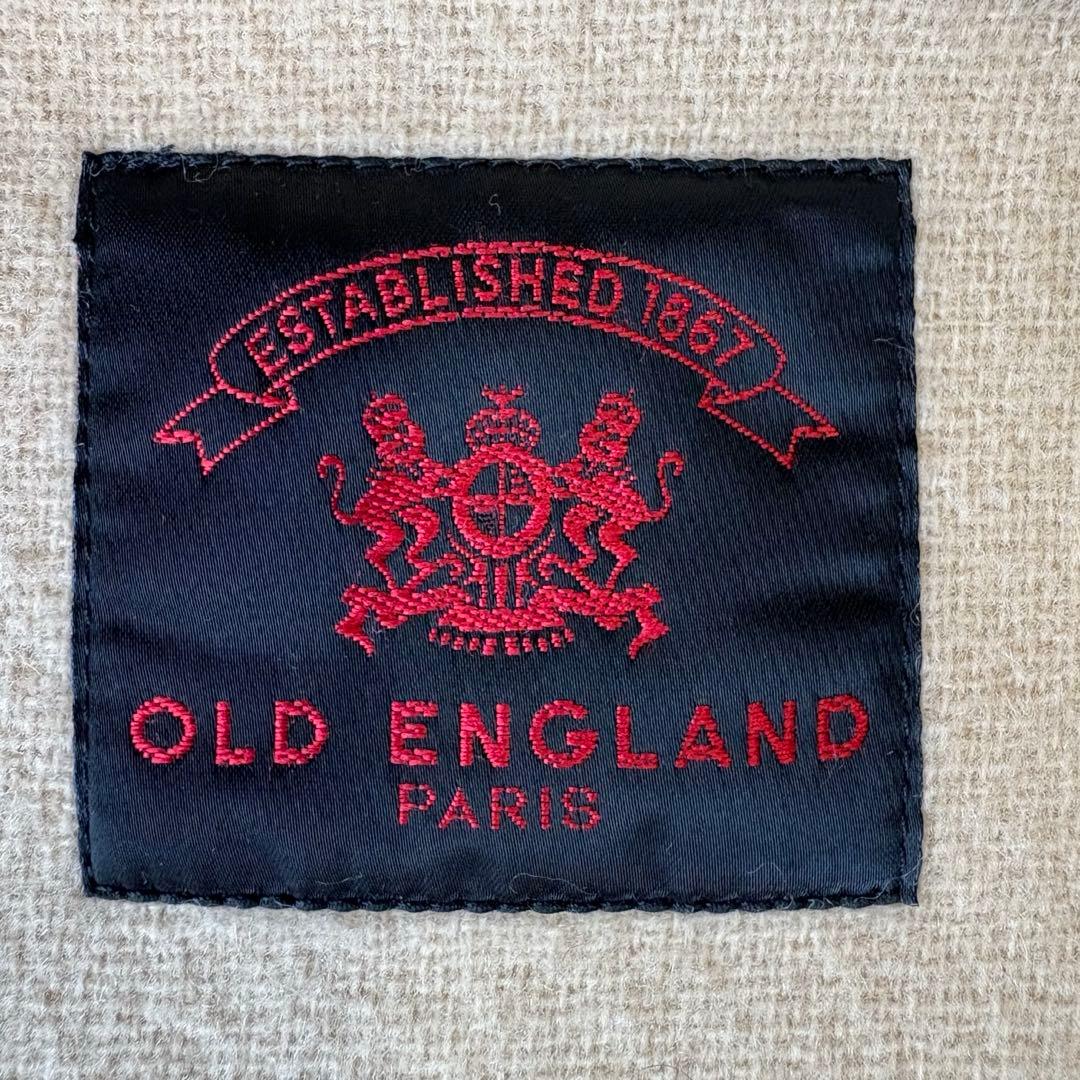 ESTABLISHED 1867
OLD ENGLAND
PARIS